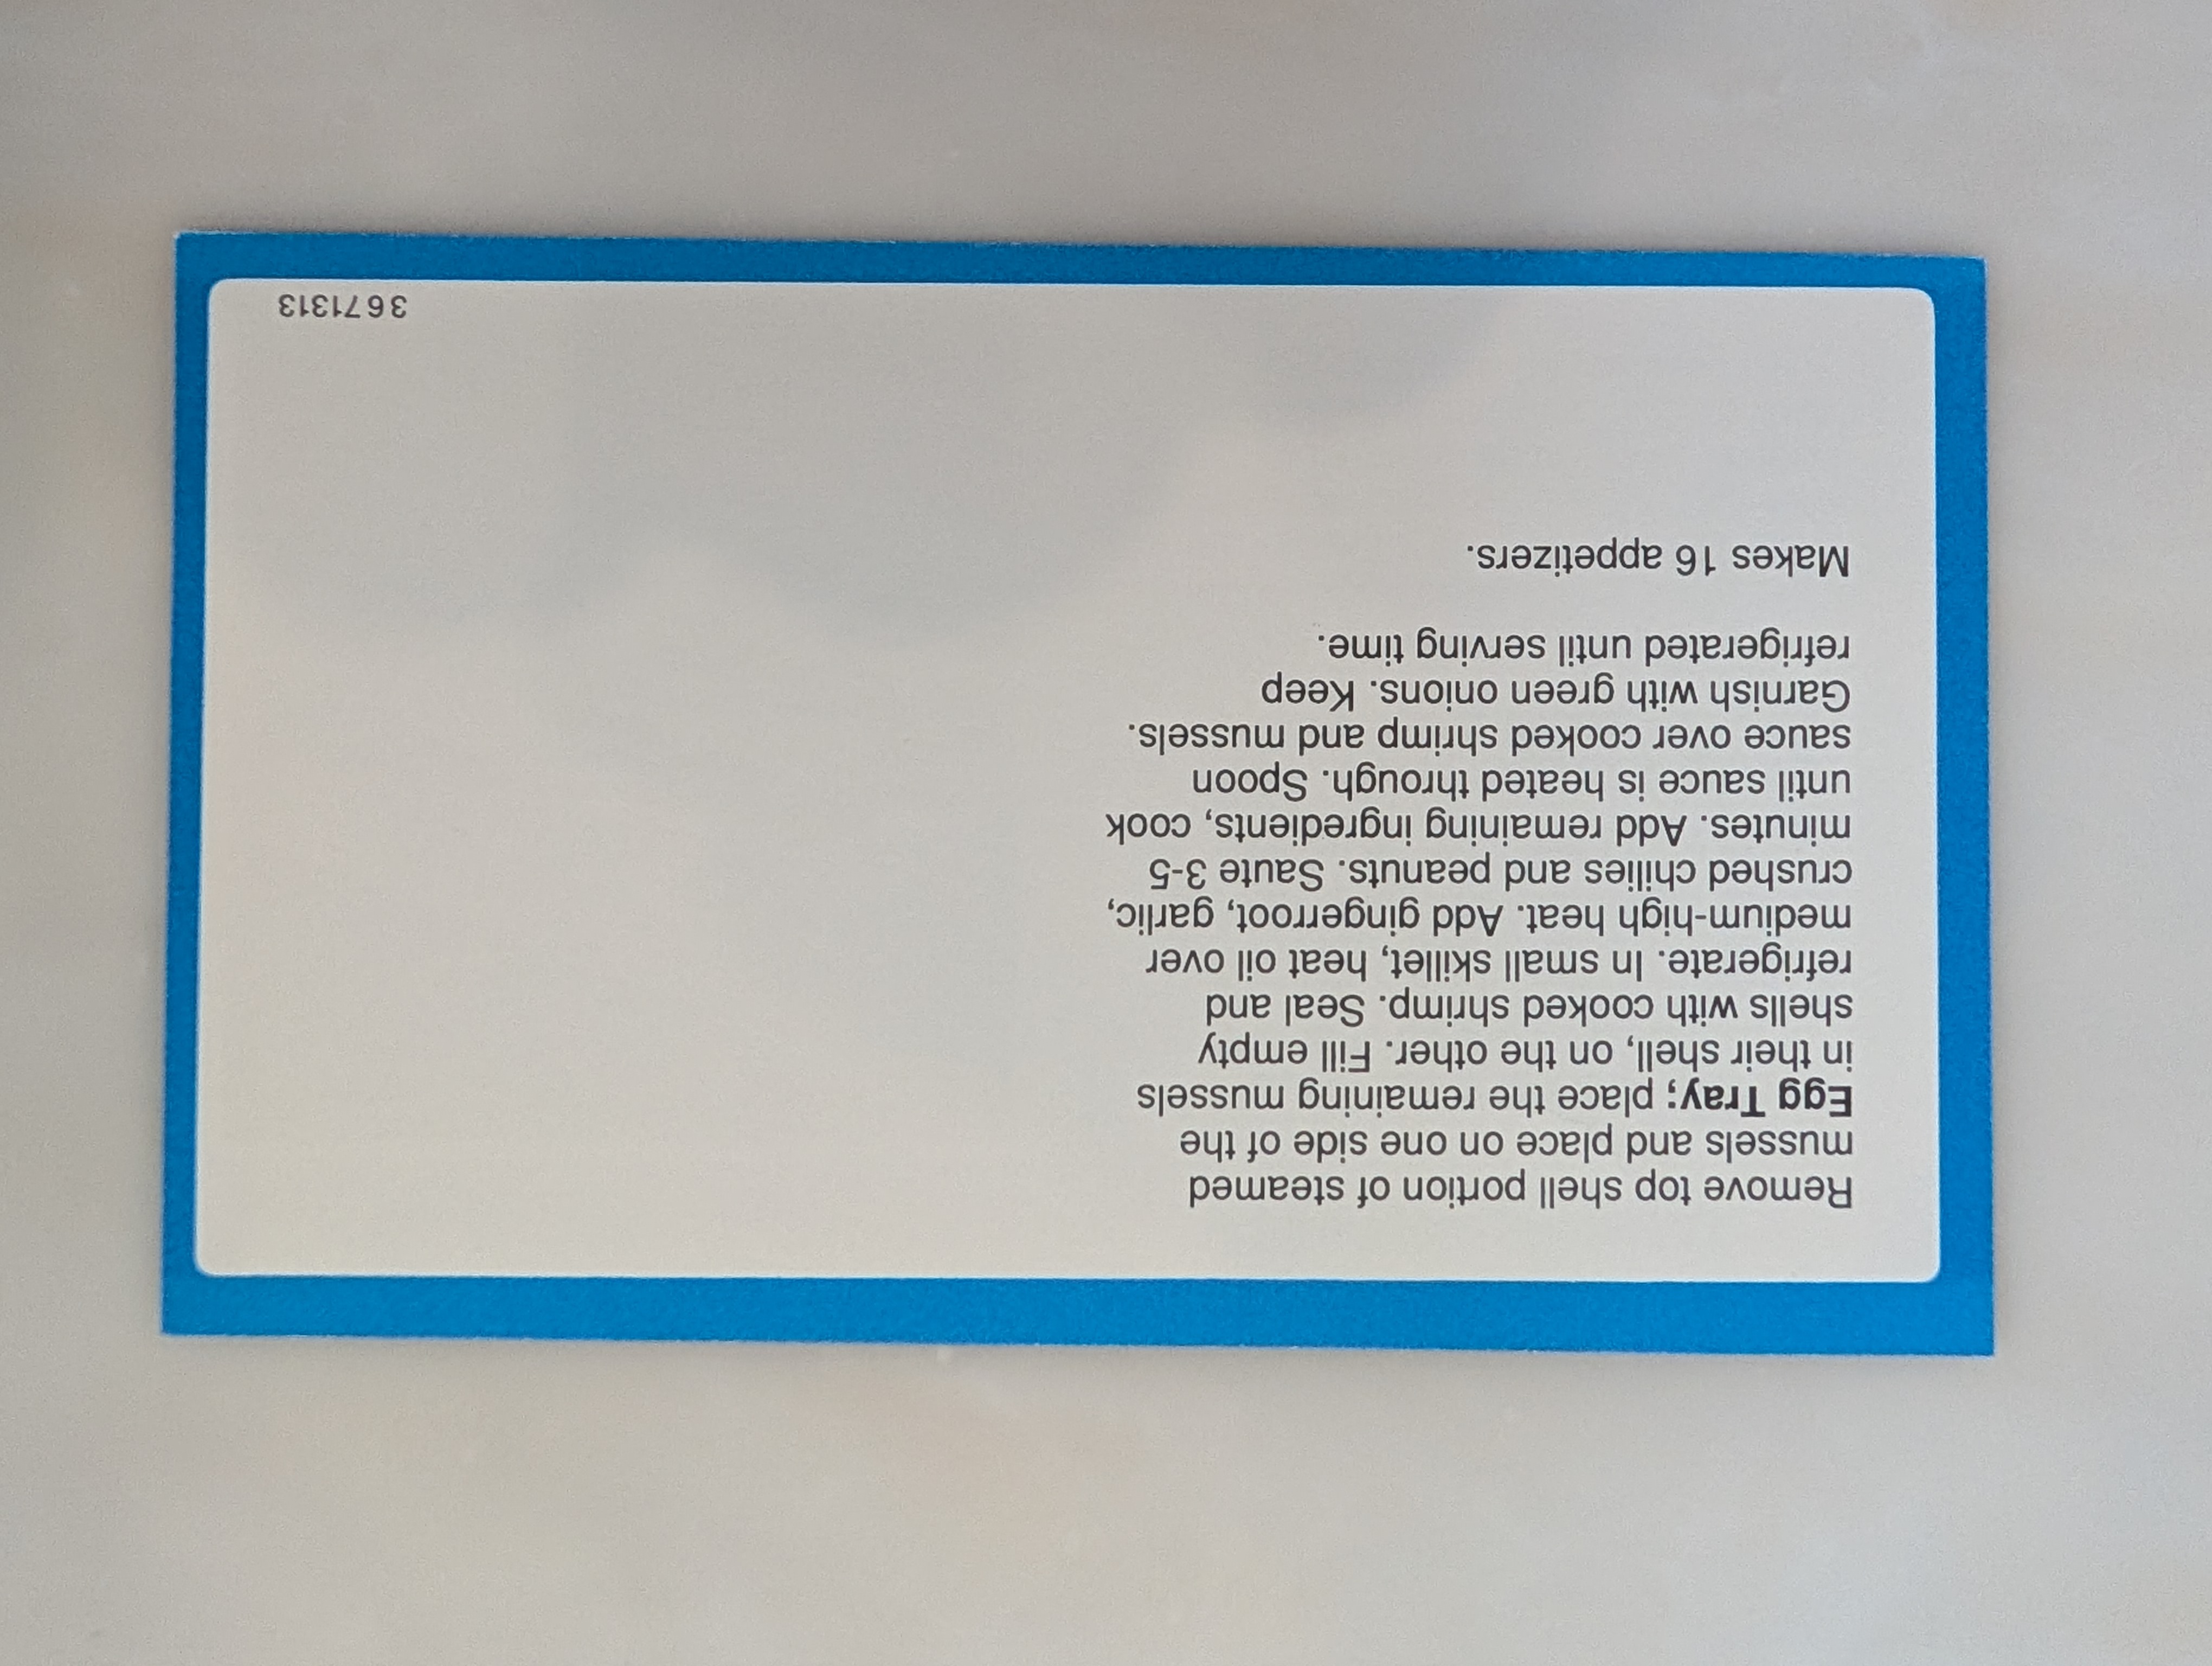 Remove top shell portion of steamed
mussels and place on one side of the
Egg Tray; place the remaining mussels
in their shell, on the other. Fill empty
shells with cooked shrimp. Seal and
refrigerate. In small skillet, heat oil over
medium-high heat. Add gingerroot, garlic,
crushed chilies and peanuts. Saute 3-5
minutes. Add remaining ingredients, cook
until sauce is heated through. Spoon
sauce over cooked shrimp and mussels.
Garnish with green onions. Keep
refrigerated until serving time.
Makes 16 appetizers.
3671313